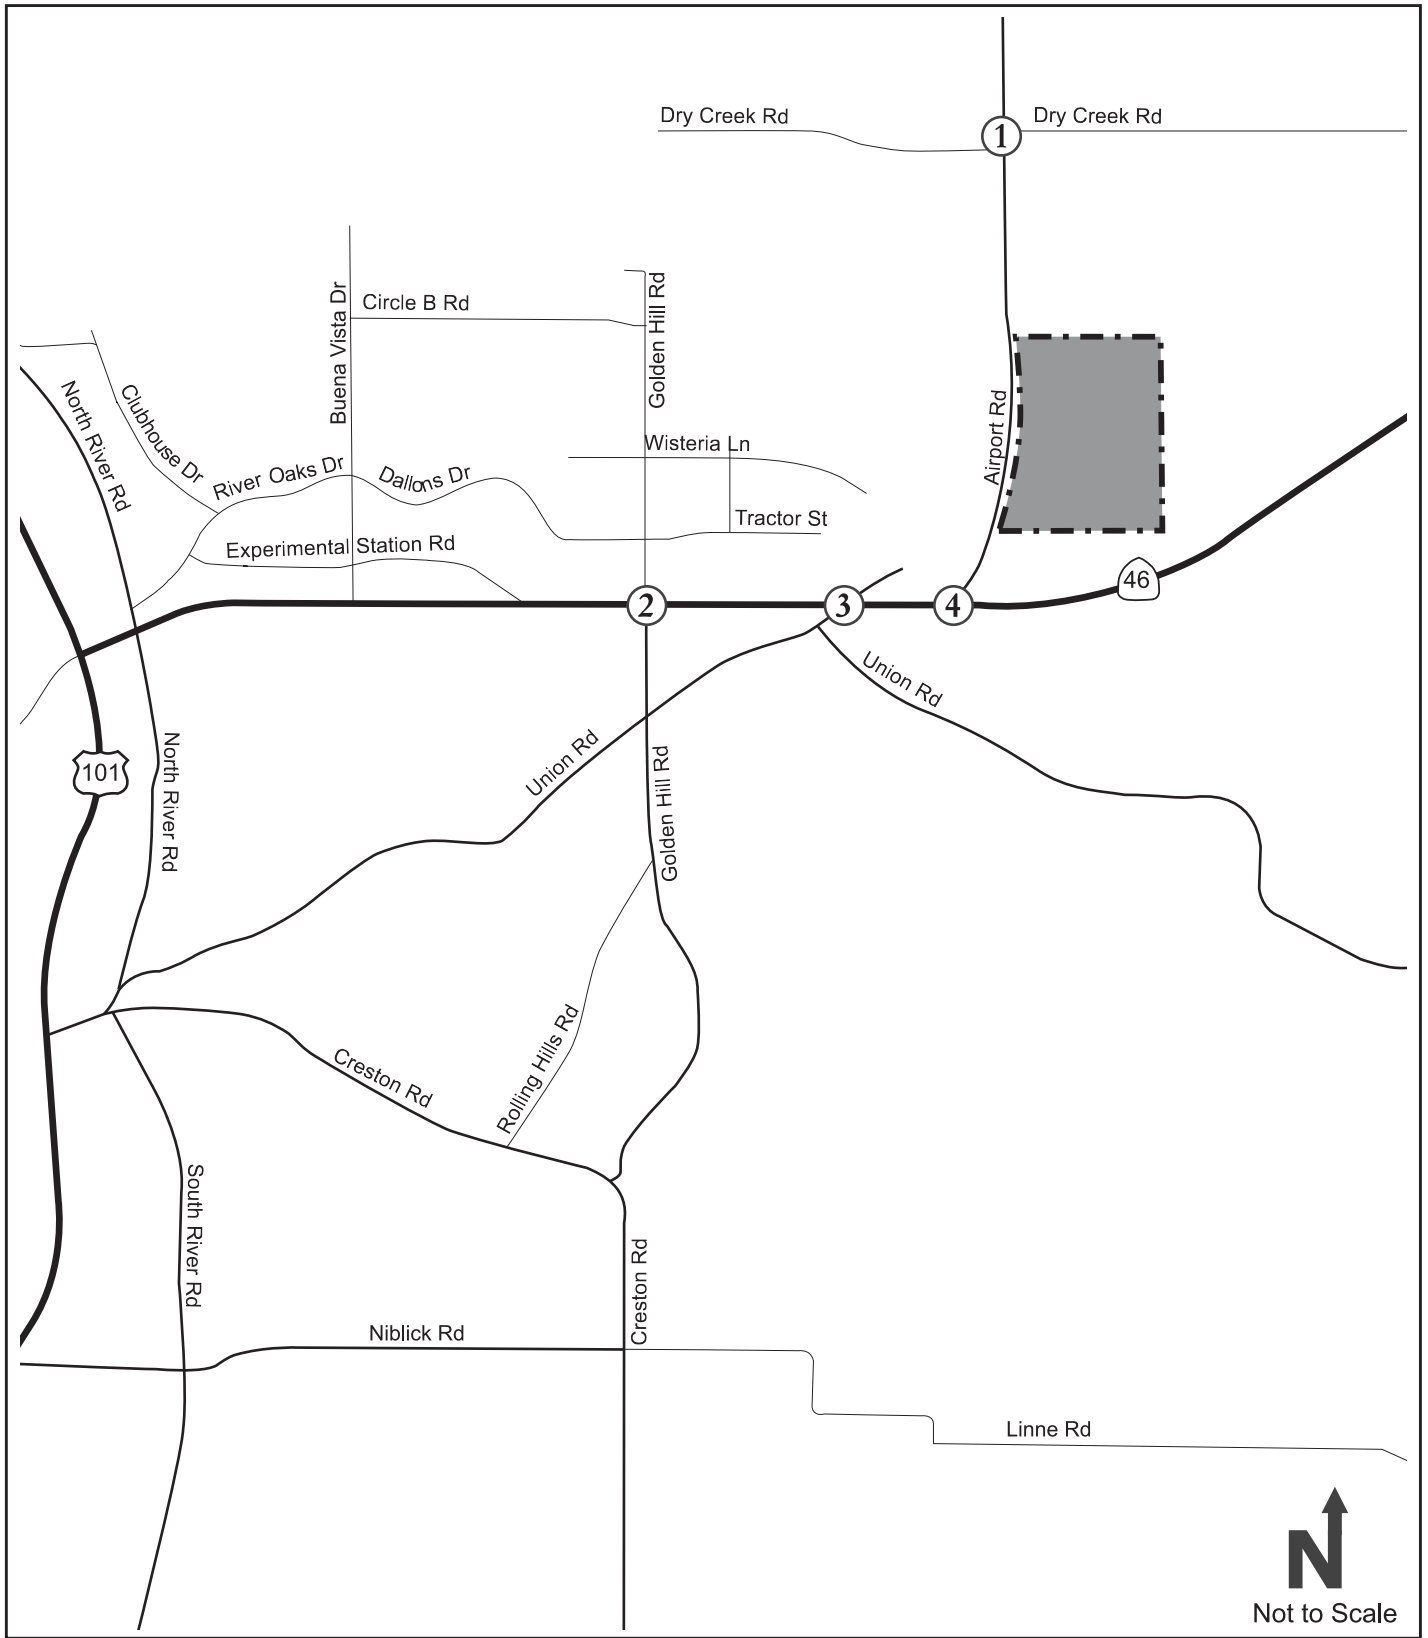 Dry Creek Rd
Dry Creek Rd
1
Buena Vista Dr
Circle B Rd
Golden Hill Rd
North River Rd
Clubhouse Dr
River Oaks Dr
Dallons Dr
Wisteria Ln
Airport Rd
Tractor St
Experimental Station Rd
46
2
3
4
Union Rd
Union Rd
101
North River Rd
Golden Hill Rd
Rolling Hills Rd
Creston Rd
South River Rd
Creston Rd
Niblick Rd
Linne Rd
N
Not to Scale